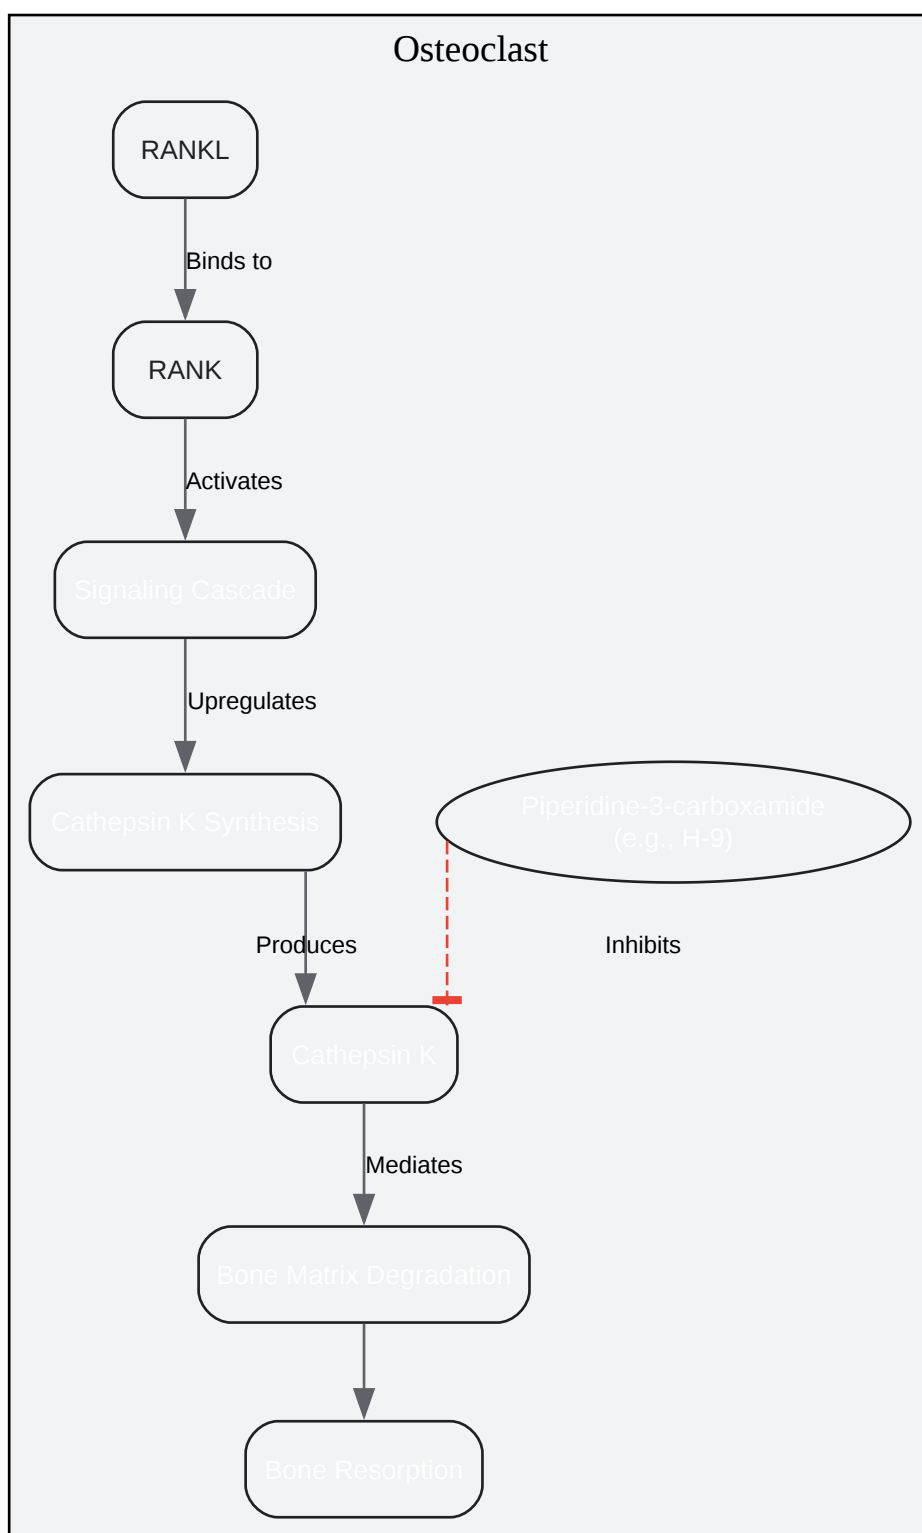 Osteoclast
RANKL
Binds to
RANK
Activates
Signaling Cascade
Upregulates
Cathepsin K Synthesis
Piperidine-3-carboxamide
(e.g., H-9)
Produces
Inhibits
Cathepsin K
Mediates
Bone Matrix Degradation
Bone Resorption